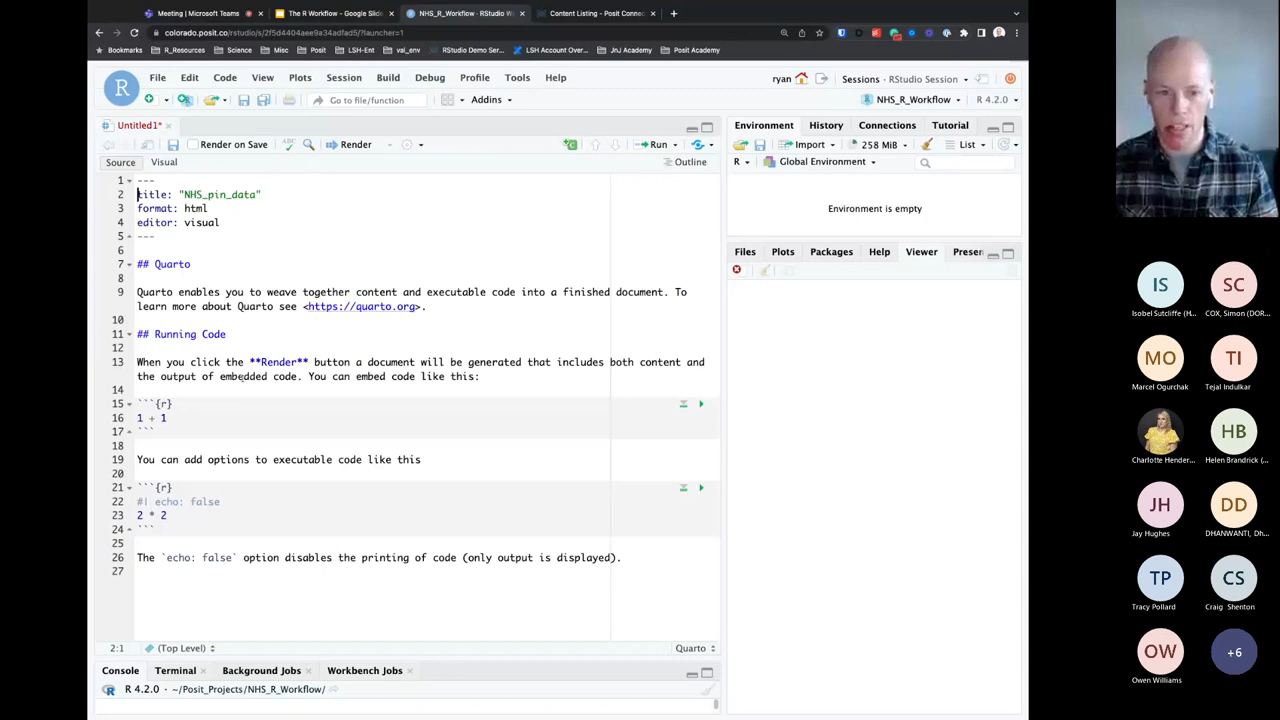 Meeting | Microsoft Teams
The R Workflow - Google Slide
NHS_R_Workflow - RStudio W
Content Listing - Posit Connec
colorado.posit.co/rstudio/s/2f5d4404aee9a34adfad5/?launcher=1
Bookmarks R_Resources Science Misc Posit LSH-Ent val_env RStudio Demo Ser... LSH Account Over... JnJ Academy Posit Academy
R File Edit Code View Plots Session Build Debug Profile Tools Help
ryan Sessions RStudio Session
Go to file/function Addins
NHS_R_Workflow R 4.2.0
Untitled1*
Render on Save ABC Render Run
Source Visual Outline
1 ---
2 title: "NHS_pin_data"
3 format: html
4 editor: visual
5 ---
6
7 ## Quarto
8
9 Quarto enables you to weave together content and executable code into a finished document. To
learn more about Quarto see <https://quarto.org>.
10
11 ## Running Code
12
13 When you click the **Render** button a document will be generated that includes both content and
the output of embedded code. You can embed code like this:
14
15 ```{r}
16 1 + 1
17 ```
18
19 You can add options to executable code like this
20
21 ```{r}
22 #| echo: false
23 2 * 2
24 ```
25
26 The `echo: false` option disables the printing of code (only output is displayed).
27
2:1 (Top Level) Quarto
Console Terminal Background Jobs Workbench Jobs
R 4.2.0 · ~/Posit_Projects/NHS_R_Workflow/
Environment History Connections Tutorial
Import 258 MiB List
R Global Environment
Environment is empty
Files Plots Packages Help Viewer Preser
IS SC
Isobel Sutcliffe (H... COX, Simon (DOR...
MO TI
Marcel Ogurchak Tejal Indulkar
HB
Charlotte Hender... Helen Brandrick (...
JH DD
Jay Hughes DHANWANTI, Dh...
TP CS
Tracy Pollard Craig Shenton
OW +6
Owen Williams